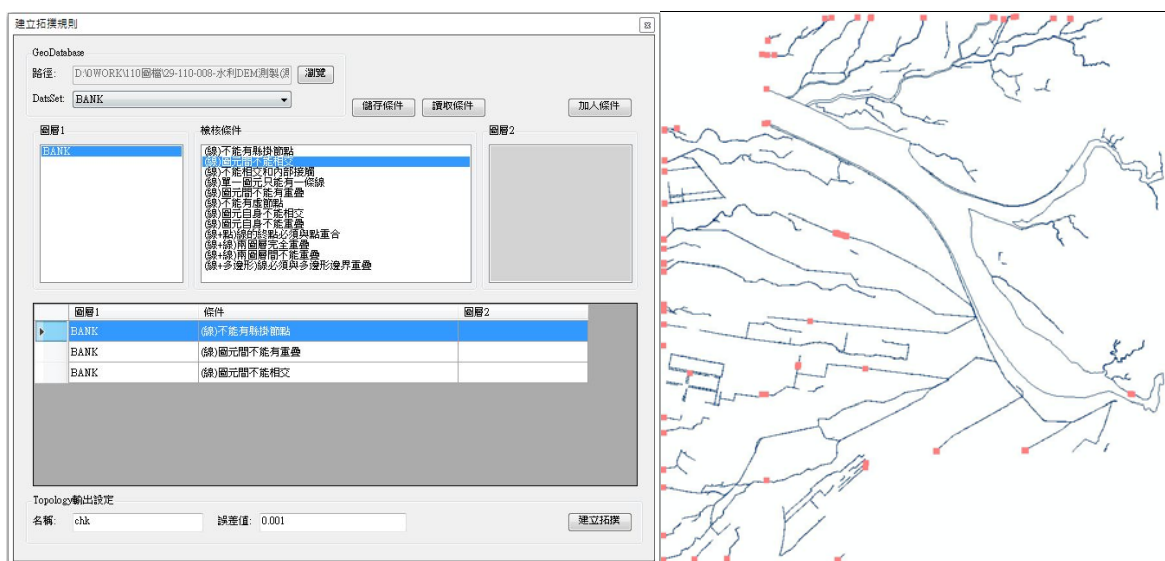 建立拓撲規則
GeoDatabase
路徑: D:\0WORK\110圖檔\29-110-008-水利DEM測製(
瀏覽
DataSet: BANK
儲存條件 讀取條件 加入條件
圖層1 檢核條件 圖層2
BANK
(線)不能有懸掛節點
(線)圖元間不能相交
(線)不能相交和內部接觸
(線)單一圖元只能有一條線
(線)圖元間不能有重疊
(線)不能有虛節點
(線)圖元自身不能相交
(線)圖元自身不能重疊
(線+點)線的終點必須與點重合
(線+線)兩圖層完全重疊
(線+線)兩圖層間不能重疊
(線+多邊形)線必須與多邊形邊界重疊
圖層1 條件 圖層2
BANK (線)不能有懸掛節點
BANK (線)圖元間不能有重疊
BANK (線)圖元間不能相交
Topology輸出設定
名稱: chk 誤差值: 0.001 建立拓撲